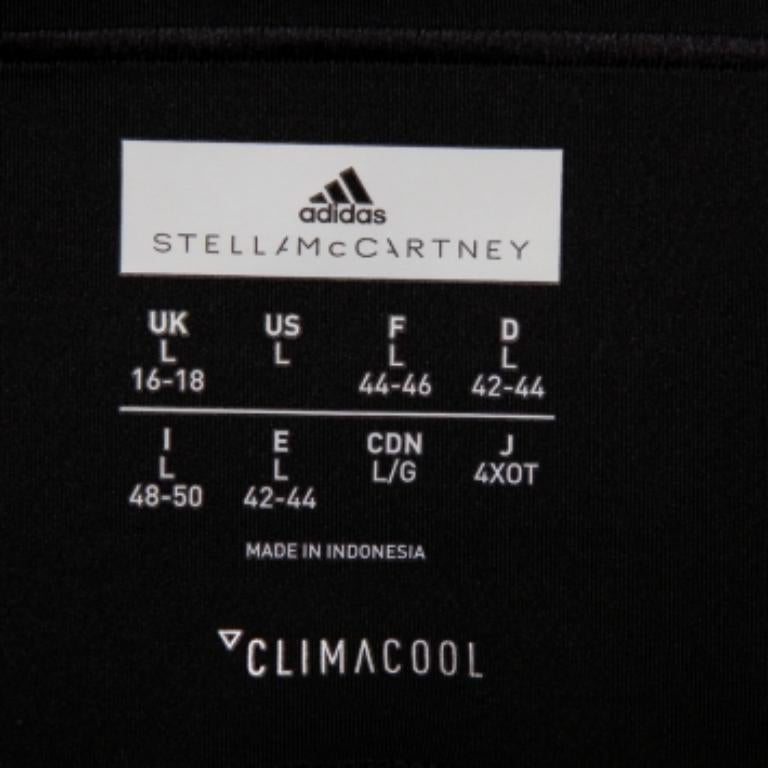 adidas
STELLAMcCARTNEY
UK US F D
L L L L
16-18 44-46 42-44
I E CDN J
L L L/G 4XOT
48-50 42-44
MADE IN INDONESIA
CLIMACOOL